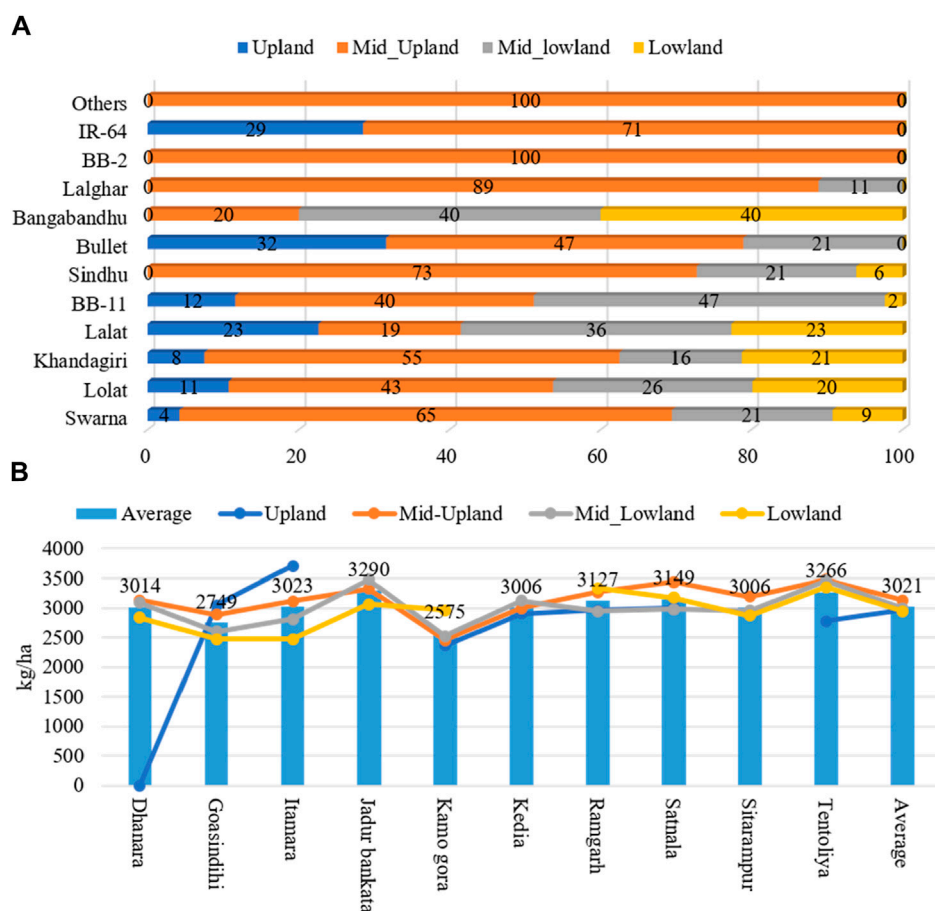 A
Upland Mid_Upland Mid_lowland Lowland
Others 0 100 0
IR-64 29 71 0
BB-2 0 100 0
Lalghar 0 89 11 0
Bangabandhu 0 20 40 40
Bullet 32 47 21 0
Sindhu 0 73 21 6
BB-11 12 40 47 2
Lalat 23 19 36 23
Khandagiri 8 55 16 21
Lolat 11 43 26 20
Swarna 4 65 21 9
0 20 40 60 80 100
B
Average Upland Mid-Upland Mid_Lowland Lowland
4000
3500
3000
2500
2000
1500
1000
500
0
kg/ha
3014 2749 3023 3290 2575 3006 3127 3149 3006 3266 3021
Dhanara
Goasindihi
Itamara
Jadur bankata
Kamo gora
Kedia
Ramgarh
Satnala
Sitarampur
Tentoliya
Average